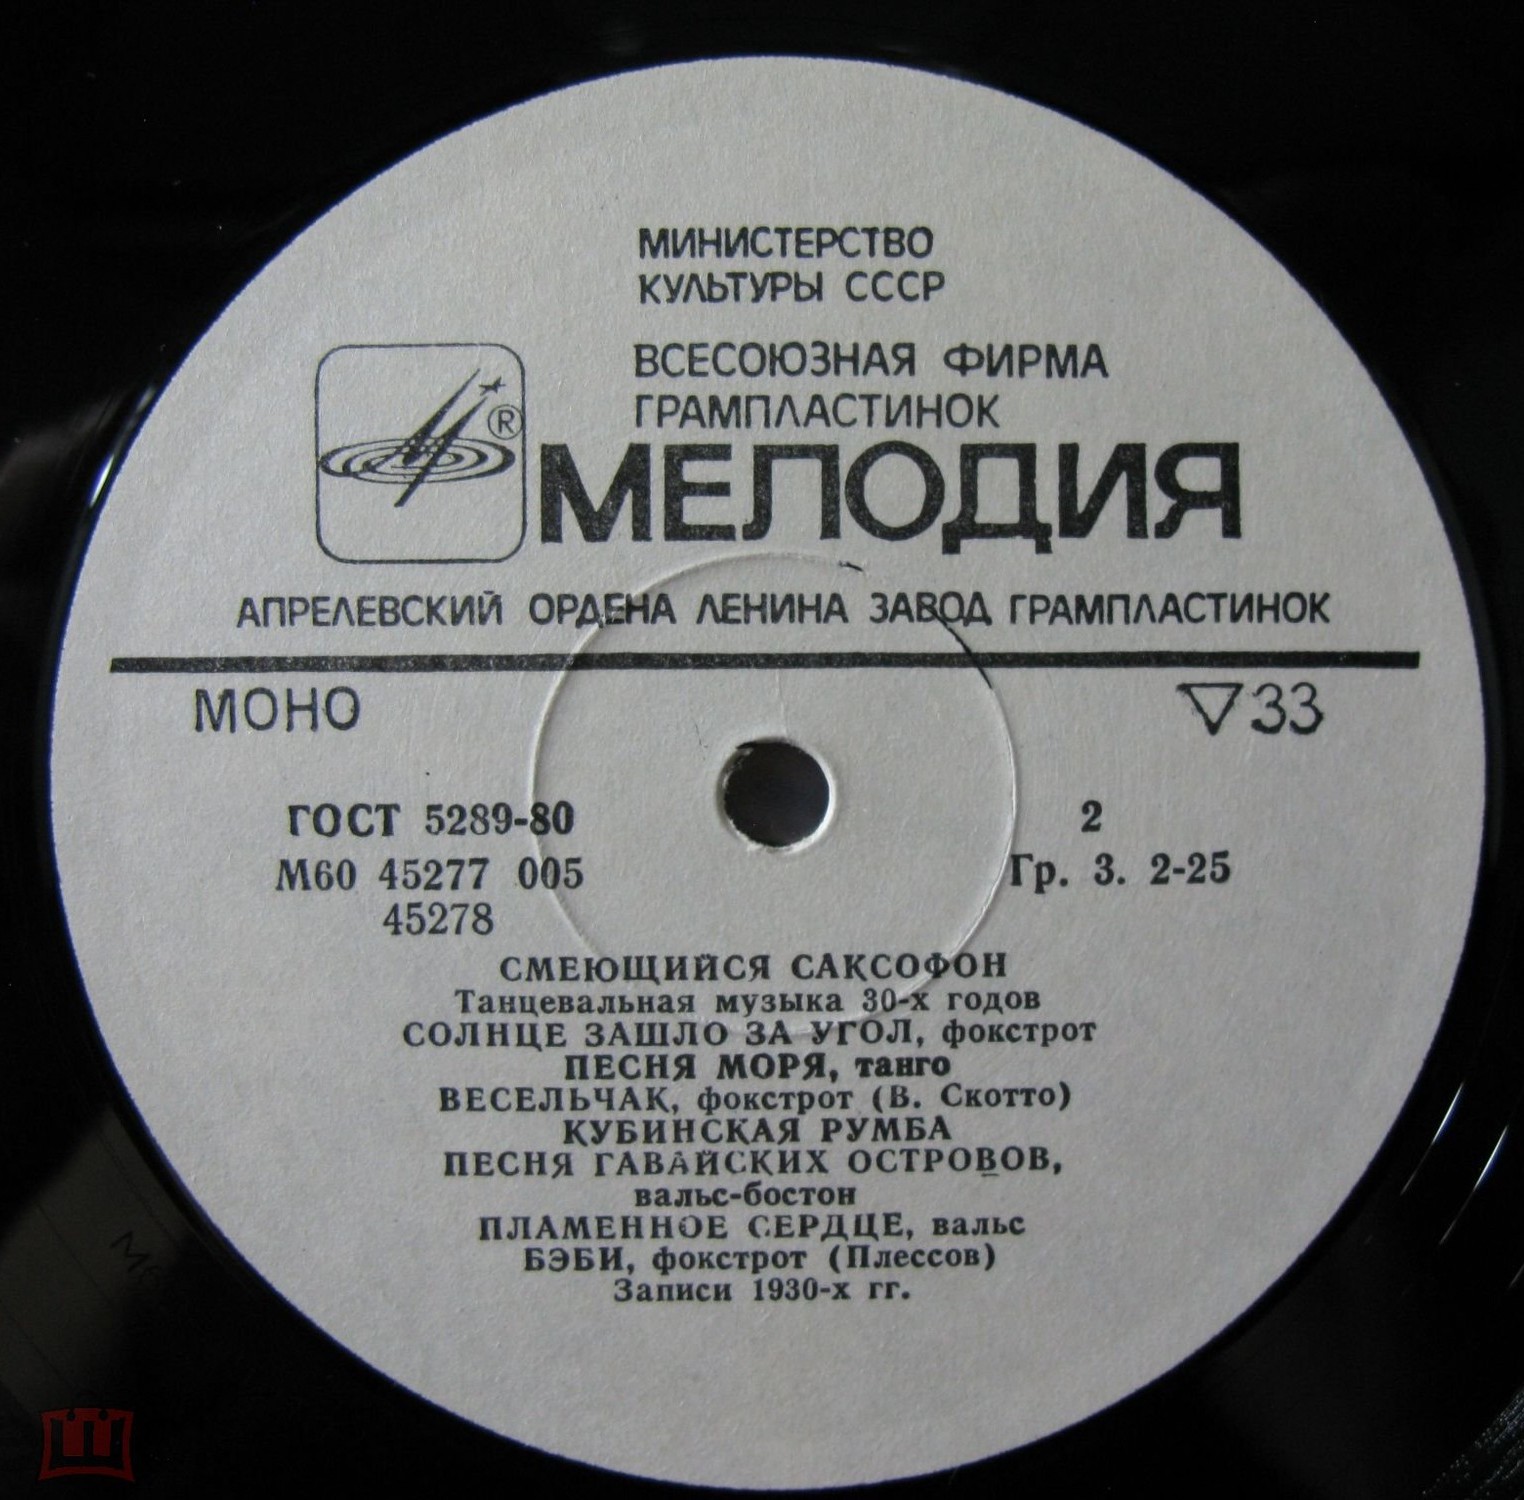 МИНИСТЕРСТВО
КУЛЬТУРЫ СССР
ВСЕСОЮЗНАЯ ФИРМА
ГРАМПЛАСТИНОК
®
МЕЛОДИЯ
АПРЕЛЕВСКИЙ ОРДЕНА ЛЕНИНА ЗАВОД ГРАМПЛАСТИНОК
МОНО
▽33
ГОСТ 5289-80
2
М60 45277 005
Гр. 3. 2-25
45278
СМЕЮЩИЙСЯ САКСОФОН
Танцевальная музыка 30-х годов
СОЛНЦЕ ЗАШЛО ЗА УГОЛ, фокстрот
ПЕСНЯ МОРЯ, танго
ВЕСЕЛЬЧАК, фокстрот (В. Скотто)
КУБИНСКАЯ РУМБА
ПЕСНЯ ГАВАЙСКИХ ОСТРОВОВ,
вальс-бостон
ПЛАМЕННОЕ СЕРДЦЕ, вальс
БЭБИ, фокстрот (Плессов)
Записи 1930-х гг.